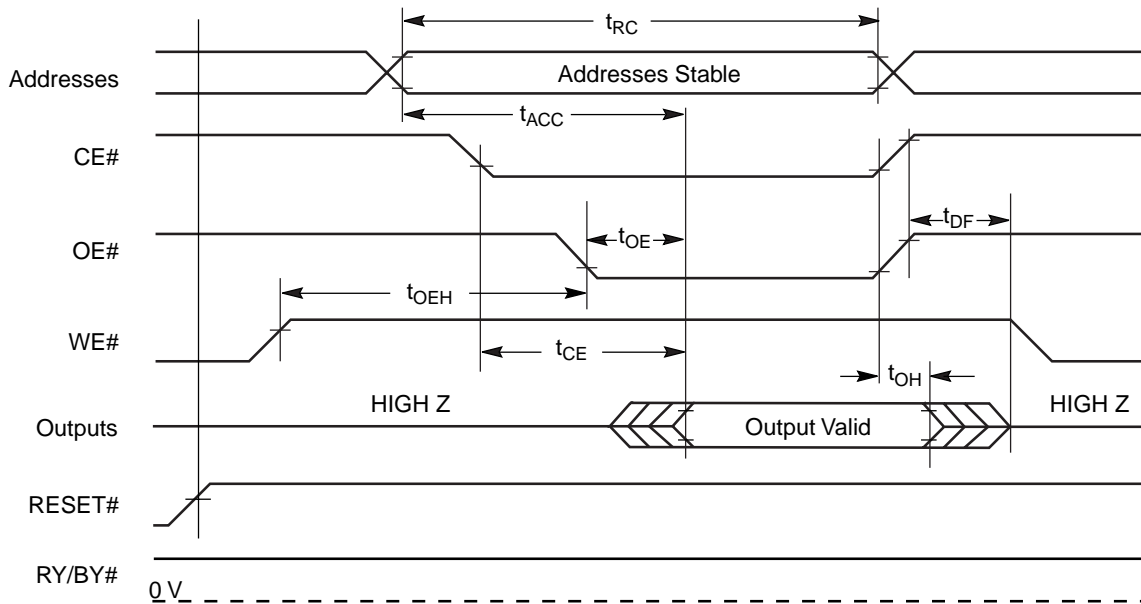 tRC
Addresses
Addresses Stable
tACC
CE#
tDF
OE#
tOE
tOEH
WE#
tCE
tOH
HIGH Z
HIGH Z
Outputs
Output Valid
RESET#
RY/BY#
0 V